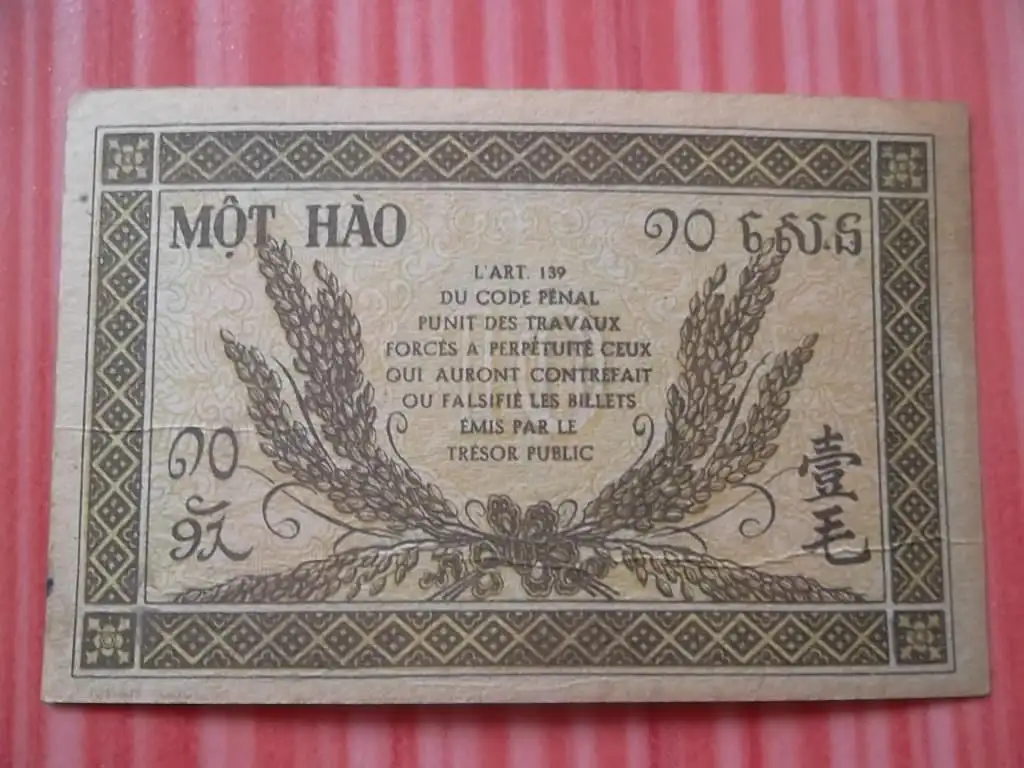 MỘT HÀO
១០ ស.ន
L'ART. 139
DU CODE PÉNAL
PUNIT DES TRAVAUX
FORCÉS A PERPÉTUITÉ CEUX
QUI AURONT CONTREFAIT
OU FALSIFIÉ LES BILLETS
ÉMIS PAR LE
TRÉSOR PUBLIC
壹
毛